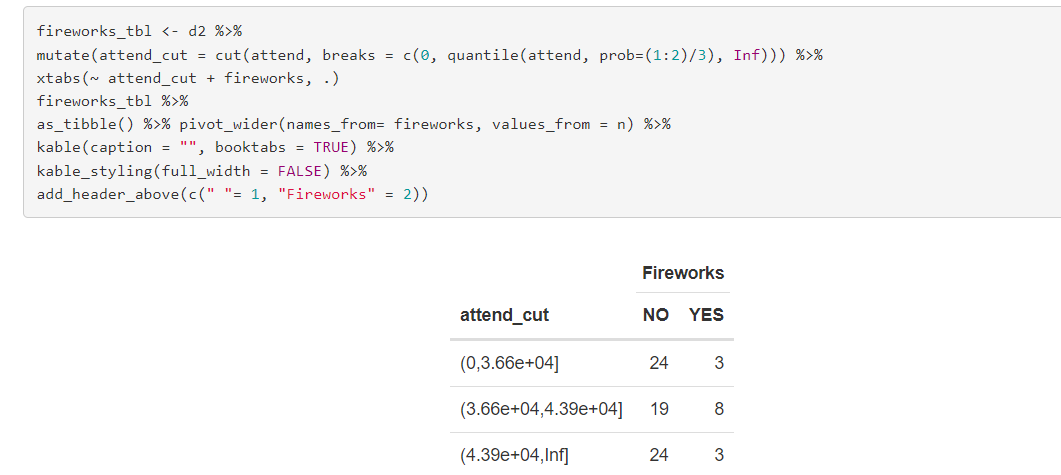 fireworks_tbl <- d2 %>%
mutate(attend_cut = cut(attend, breaks = c(0, quantile(attend, prob=(1:2)/3), Inf))) %>%
xtabs(~ attend_cut + fireworks, .)
fireworks_tbl %>%
as_tibble() %>% pivot_wider(names_from= fireworks, values_from = n) %>%
kable(caption = "", booktabs = TRUE) %>%
kable_styling(full_width = FALSE) %>%
add_header_above(c(" "= 1, "Fireworks" = 2))
Fireworks
attend_cut NO YES
(0,3.66e+04] 24 3
(3.66e+04,4.39e+04] 19 8
(4.39e+04,Inf] 24 3